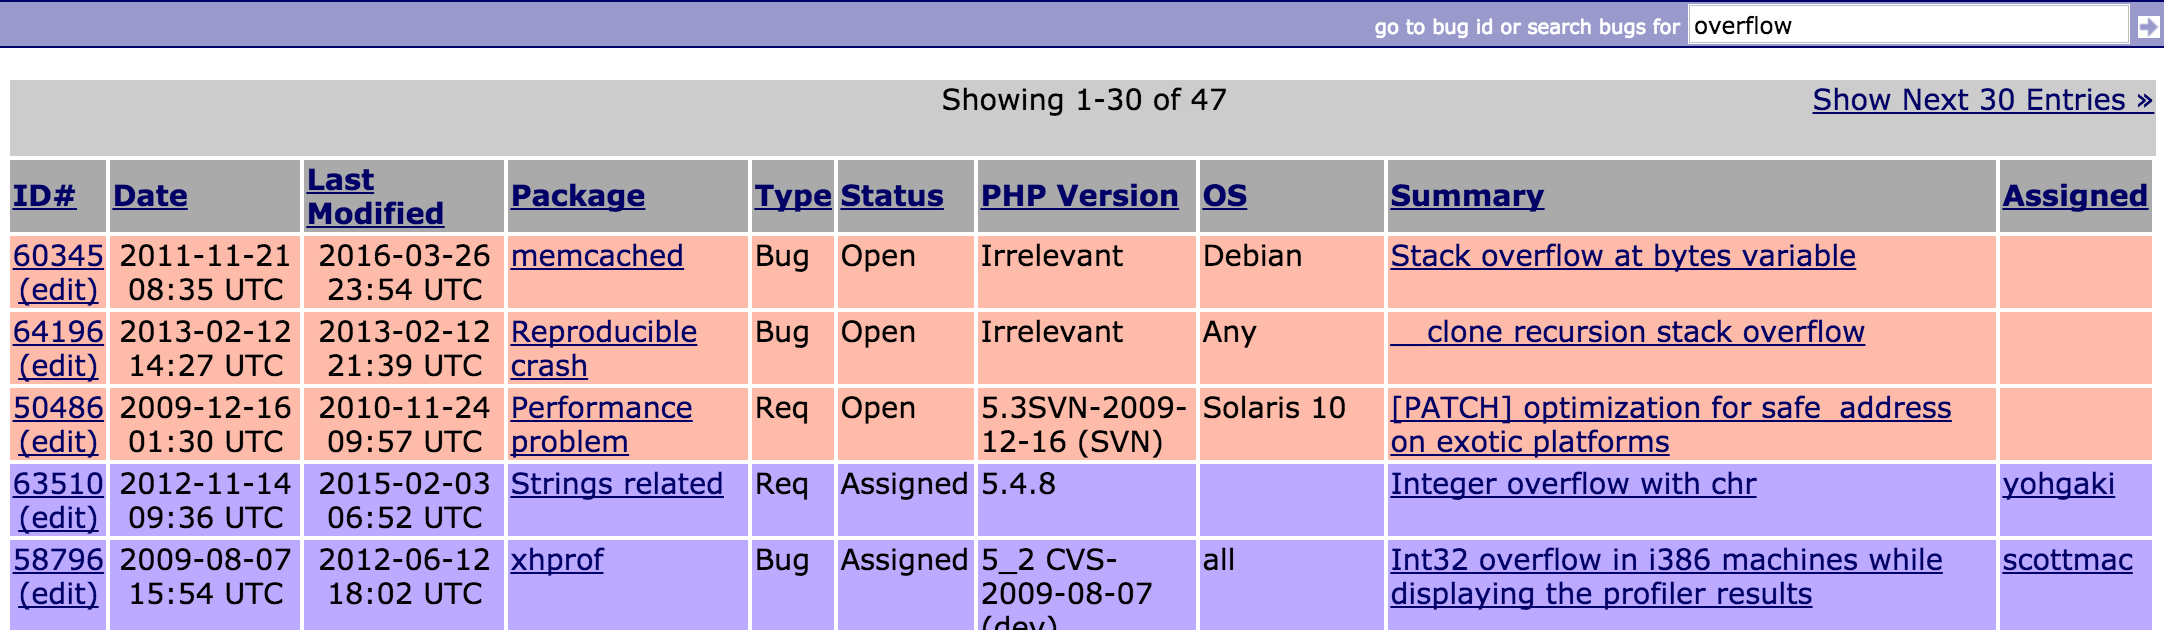 go to bug id or search bugs for overflow
Showing 1-30 of 47 Show Next 30 Entries »
ID# Date Last Modified Package Type Status PHP Version OS Summary Assigned
60345 2011-11-21 2016-03-26 memcached Bug Open Irrelevant Debian Stack overflow at bytes variable
(edit) 08:35 UTC 23:54 UTC
64196 2013-02-12 2013-02-12 Reproducible Bug Open Irrelevant Any __clone recursion stack overflow
(edit) 14:27 UTC 21:39 UTC crash
50486 2009-12-16 2010-11-24 Performance Req Open 5.3SVN-2009- Solaris 10 [PATCH] optimization for safe_address
(edit) 01:30 UTC 09:57 UTC problem 12-16 (SVN) on exotic platforms
63510 2012-11-14 2015-02-03 Strings related Req Assigned 5.4.8 Integer overflow with chr yohgaki
(edit) 09:36 UTC 06:52 UTC
58796 2009-08-07 2012-06-12 xhprof Bug Assigned 5_2 CVS- all Int32 overflow in i386 machines while scottmac
(edit) 15:54 UTC 18:02 UTC 2009-08-07 displaying the profiler results
(dev)